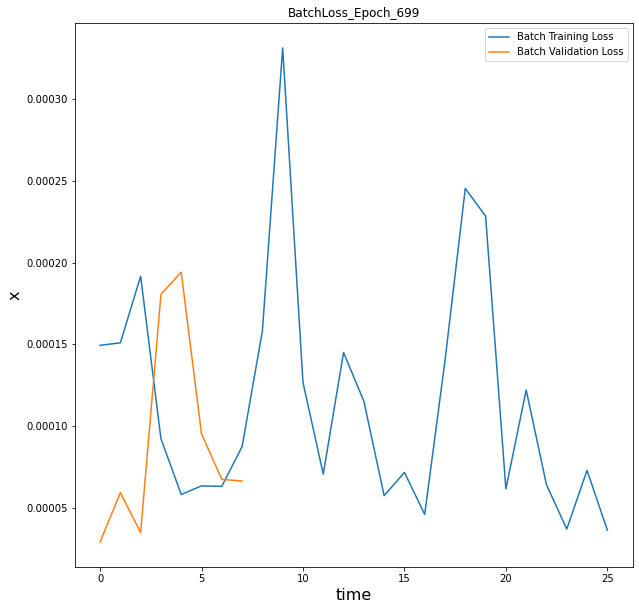 BatchLoss_Epoch_699
Batch Training Loss
Batch Validation Loss
0.00030
0.00025
0.00020
0.00015
0.00010
0.00005
x
0 5 10 15 20 25
time